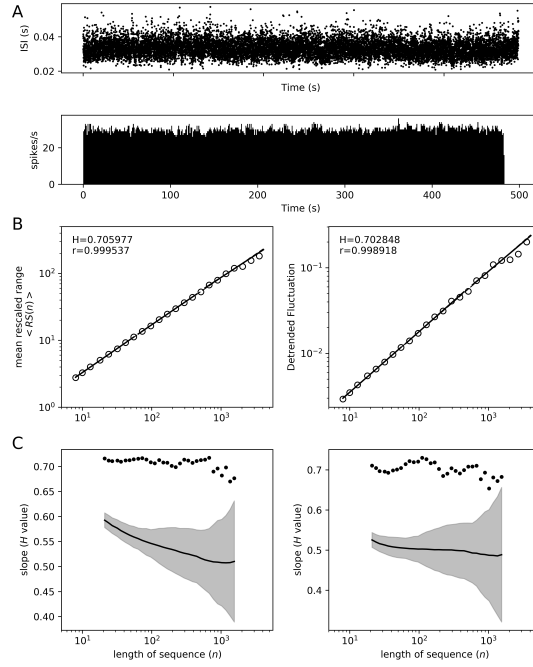 A
ISI (s)
0.04
0.02
Time (s)
spikes/s
20
0
0 100 200 300 400 500
Time (s)
B
H=0.705977
r=0.999537
mean rescaled range
< RS(n) >
10²
10¹
10⁰
10¹ 10² 10³
H=0.702848
r=0.998918
Detrended Fluctuation
10⁻¹
10⁻²
10¹ 10² 10³
C
slope (H value)
0.70
0.65
0.60
0.55
0.50
0.45
0.40
10¹ 10² 10³
length of sequence (n)
slope (H value)
0.7
0.6
0.5
0.4
10¹ 10² 10³
length of sequence (n)